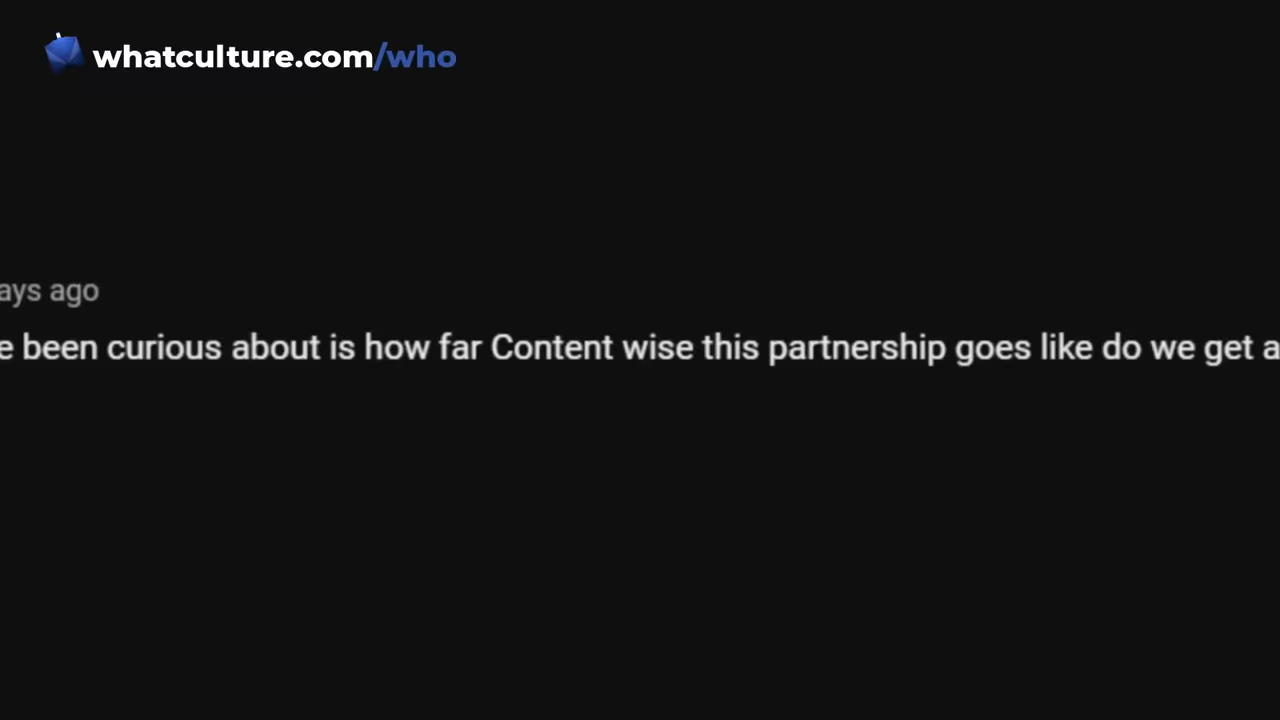 whatculture.com/who
ays ago
e been curious about is how far Content wise this partnership goes like do we get a